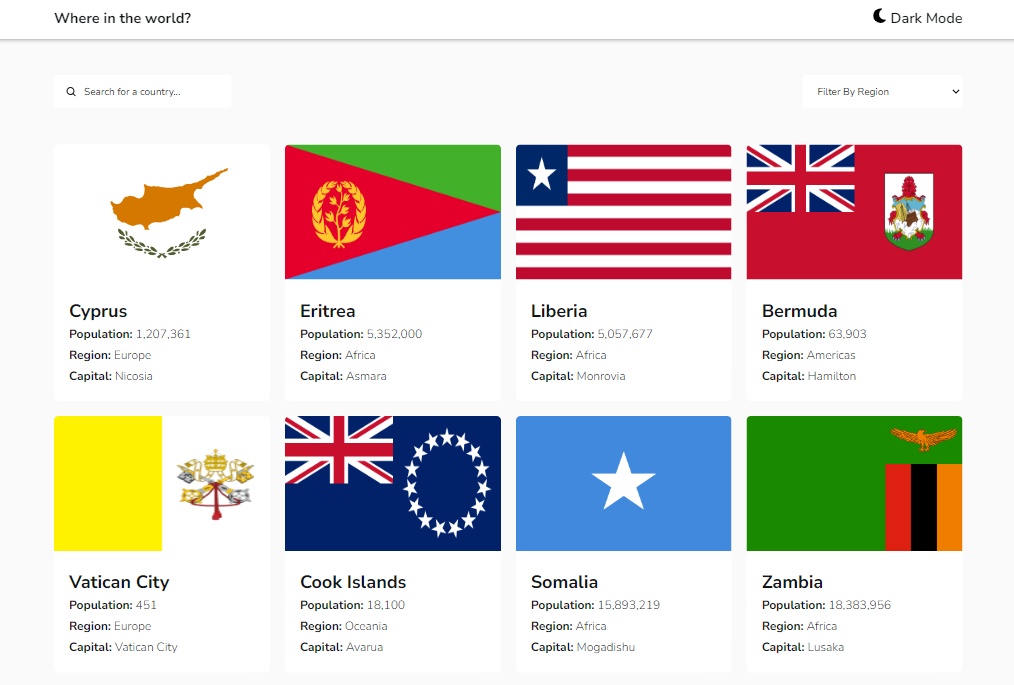 Where in the world?
Dark Mode
Search for a country...
Filter By Region
Cyprus
Population: 1,207,361
Region: Europe
Capital: Nicosia
Eritrea
Population: 5,352,000
Region: Africa
Capital: Asmara
Liberia
Population: 5,057,677
Region: Africa
Capital: Monrovia
Bermuda
Population: 63,903
Region: Americas
Capital: Hamilton
Vatican City
Population: 451
Region: Europe
Capital: Vatican City
Cook Islands
Population: 18,100
Region: Oceania
Capital: Avarua
Somalia
Population: 15,893,219
Region: Africa
Capital: Mogadishu
Zambia
Population: 18,383,956
Region: Africa
Capital: Lusaka